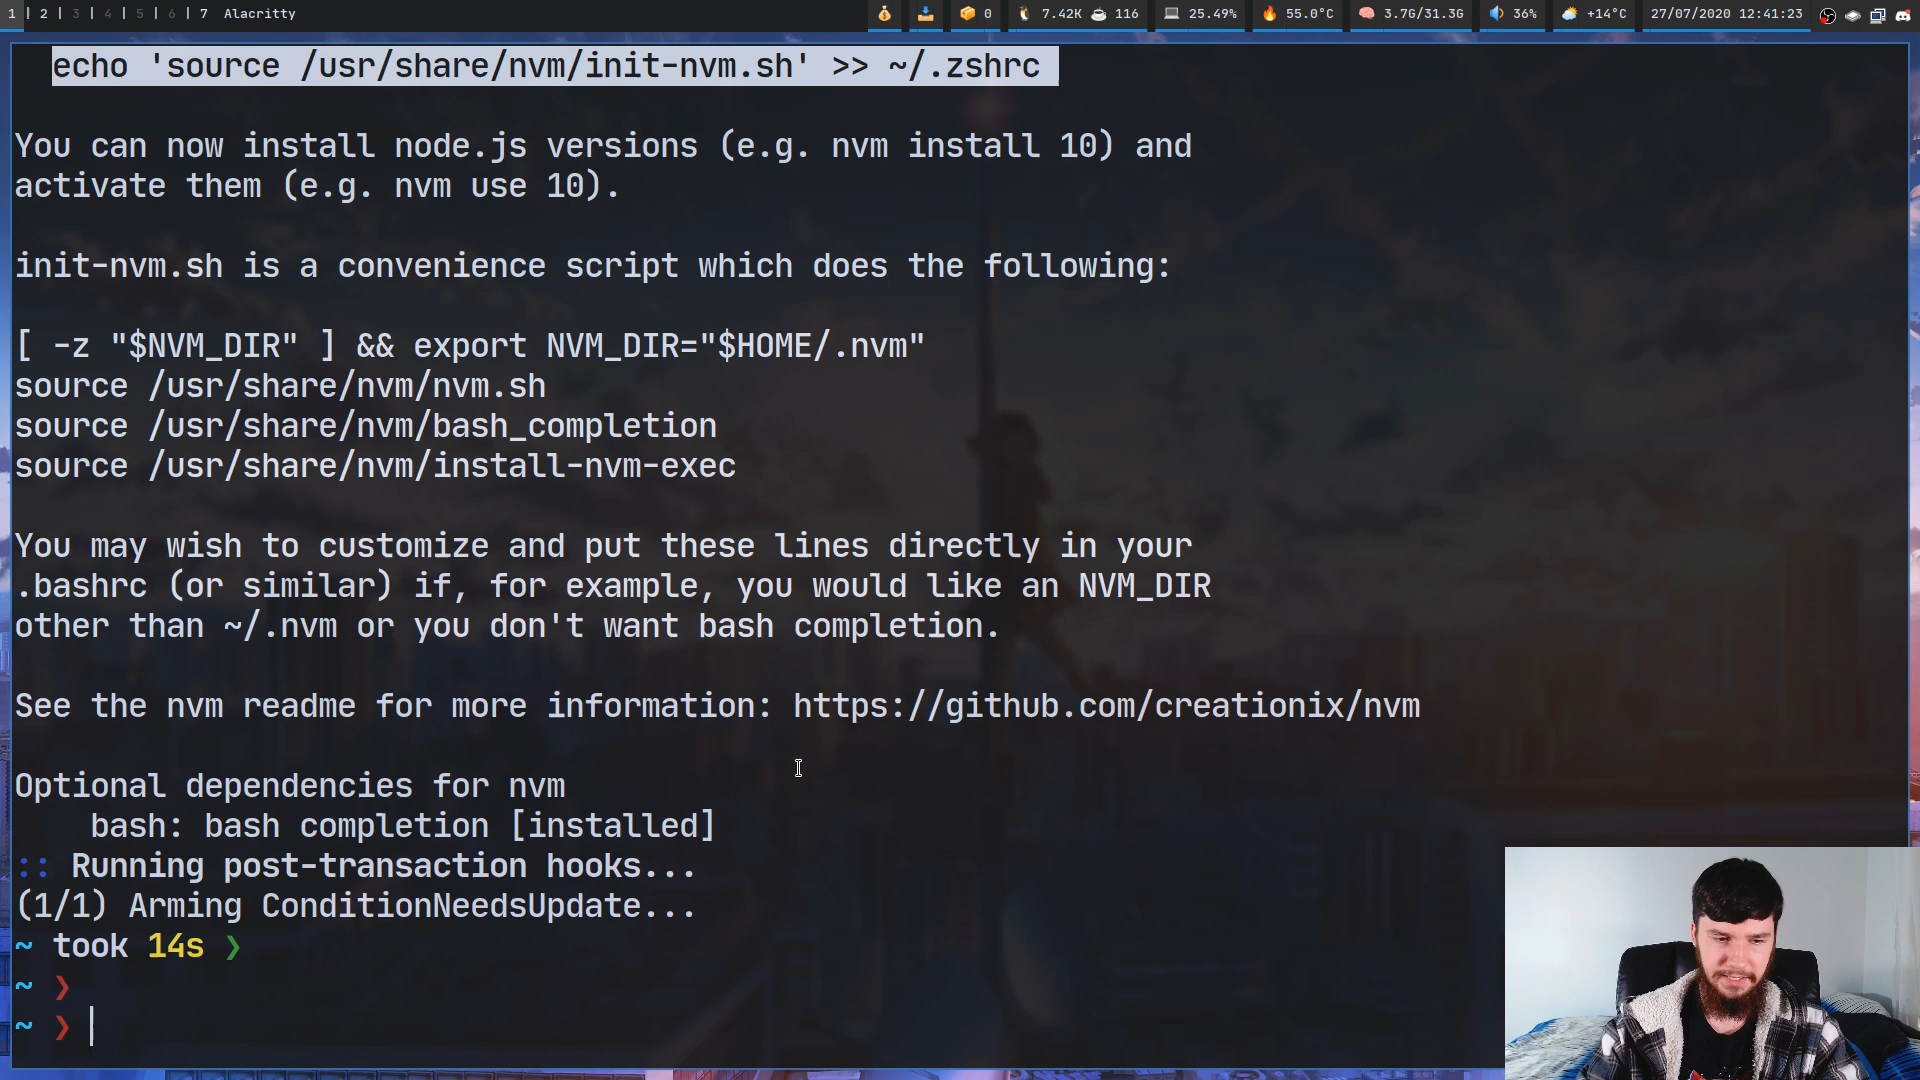 1 | 2 | 3 | 4 | 5 | 6 | 7 Alacritty 0 7.42K 116 25.49% 55.0°C 3.7G/31.3G 36% +14°C 27/07/2020 12:41:23
echo 'source /usr/share/nvm/init-nvm.sh' >> ~/.zshrc
You can now install node.js versions (e.g. nvm install 10) and
activate them (e.g. nvm use 10).
init-nvm.sh is a convenience script which does the following:
[ -z "$NVM_DIR" ] && export NVM_DIR="$HOME/.nvm"
source /usr/share/nvm/nvm.sh
source /usr/share/nvm/bash_completion
source /usr/share/nvm/install-nvm-exec
You may wish to customize and put these lines directly in your
.bashrc (or similar) if, for example, you would like an NVM_DIR
other than ~/.nvm or you don't want bash completion.
See the nvm readme for more information: https://github.com/creationix/nvm
Optional dependencies for nvm
bash: bash completion [installed]
:: Running post-transaction hooks...
(1/1) Arming ConditionNeedsUpdate...
~ took 14s ❯
~ ❯
~ ❯